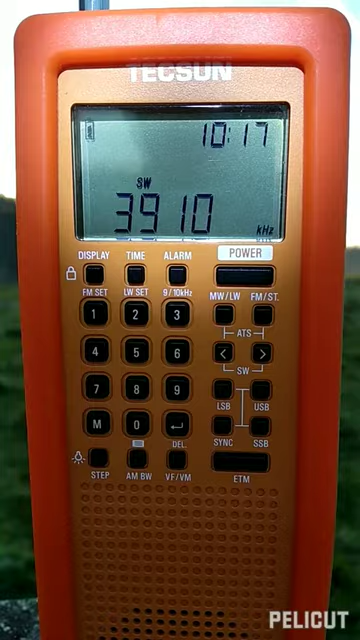 TECSUN
10:17
SW
3910 kHz
DISPLAY TIME ALARM POWER
FM SET LW SET 9/10kHz
1 2 3 MW/LW FM/ST.
ATS
4 5 6 < >
SW
7 8 9
LSB USB
M 0
DEL. SYNC SSB
STEP AM BW VF/VM ETM
PELICUT